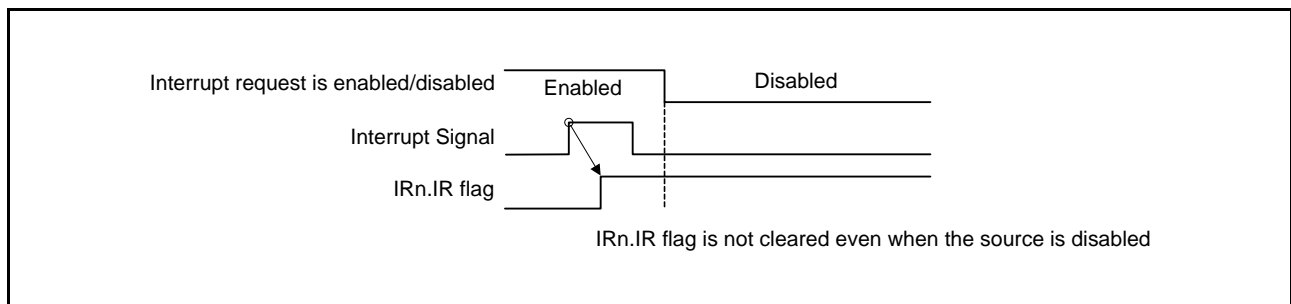 Interrupt request is enabled/disabled
Enabled
Disabled
Interrupt Signal
IRn.IR flag
IRn.IR flag is not cleared even when the source is disabled